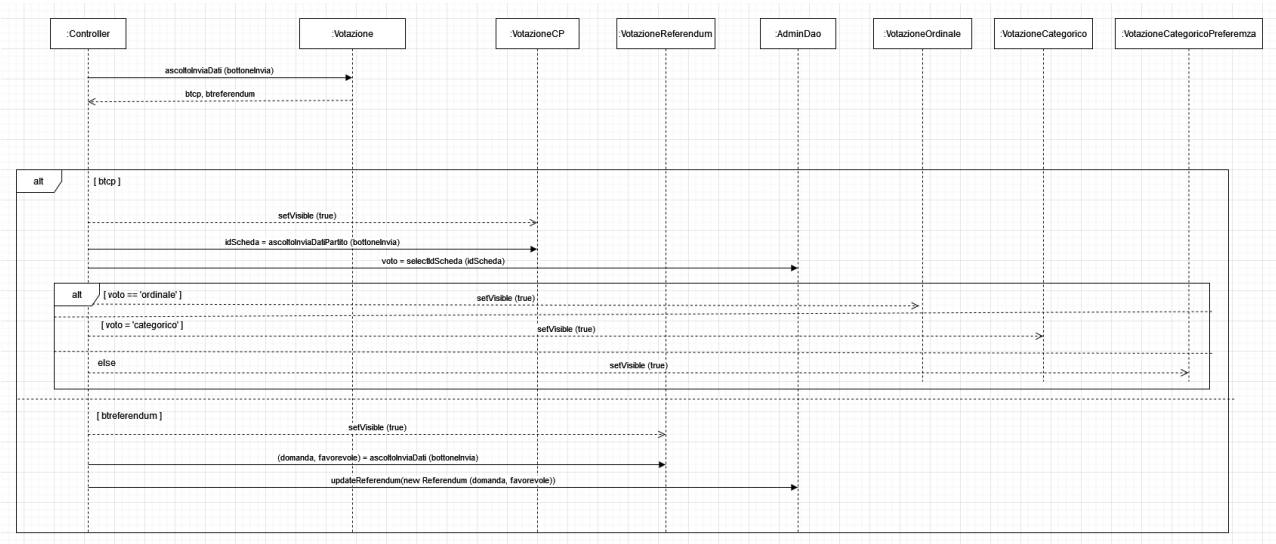 :Controller
:Votazione
:VotazioneCP
:VotazioneReferendum
:AdminDao
:VotazioneOrdinale
:VotazioneCategorico
:VotazioneCategoricoPreferemza
ascoltoInviaDati (bottoneInvia)
btcp, btreferendum
alt
[ btcp ]
setVisible (true)
idScheda = ascoltoInviaDatiPartito (bottoneInvia)
voto = selectIdScheda (idScheda)
alt
[ voto == 'ordinale' ]
setVisible (true)
[ voto = 'categorico' ]
setVisible (true)
else
setVisible (true)
[ btreferendum ]
setVisible (true)
(domanda, favorevole) = ascoltoInviaDati (bottoneInvia)
updateReferendum(new Referendum (domanda, favorevole))